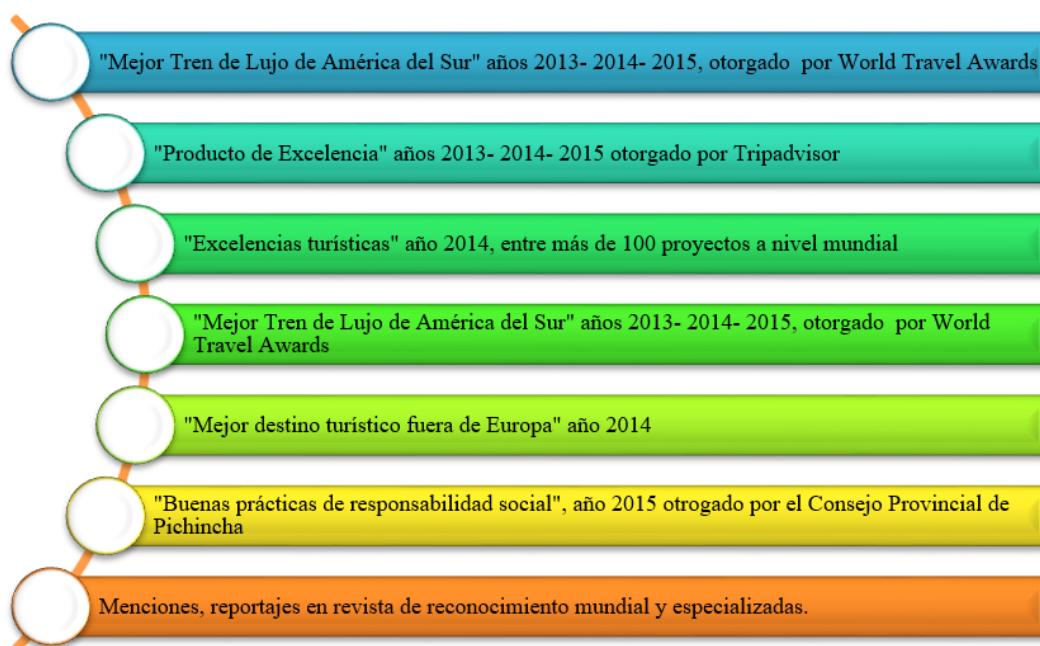 "Mejor Tren de Lujo de América del Sur" años 2013- 2014- 2015, otorgado  por World Travel Awards
"Producto de Excelencia" años 2013- 2014- 2015 otorgado por Tripadvisor
"Excelencias turísticas" año 2014, entre más de 100 proyectos a nivel mundial
"Mejor Tren de Lujo de América del Sur" años 2013- 2014- 2015, otorgado  por World
Travel Awards
"Mejor destino turístico fuera de Europa" año 2014
"Buenas prácticas de responsabilidad social", año 2015 otrogado por el Consejo Provincial de
Pichincha
Menciones, reportajes en revista de reconocimiento mundial y especializadas.